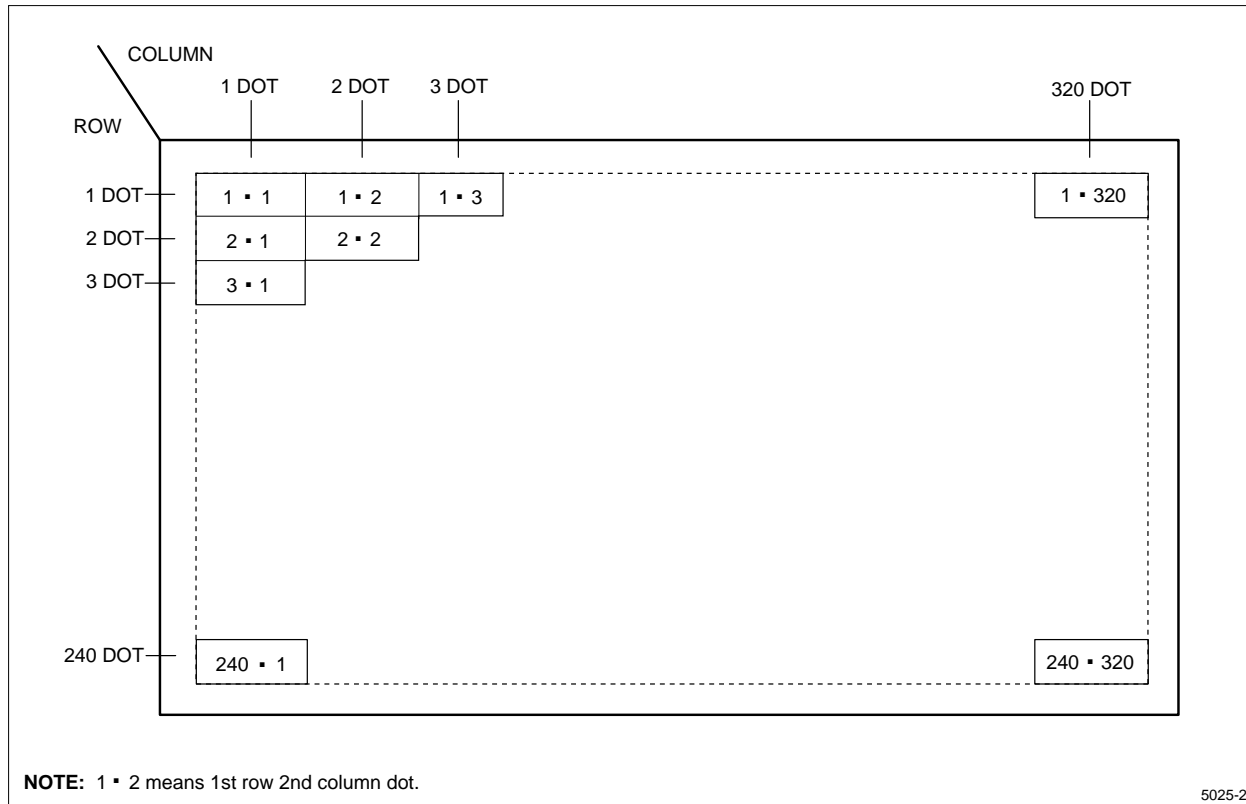 COLUMN
1 DOT 2 DOT 3 DOT 320 DOT
ROW
1 DOT 1 ▪ 1 1 ▪ 2 1 ▪ 3 1 ▪ 320
2 DOT 2 ▪ 1 2 ▪ 2
3 DOT 3 ▪ 1
240 DOT 240 ▪ 1 240 ▪ 320
NOTE: 1 ▪ 2 means 1st row 2nd column dot.
5025-2